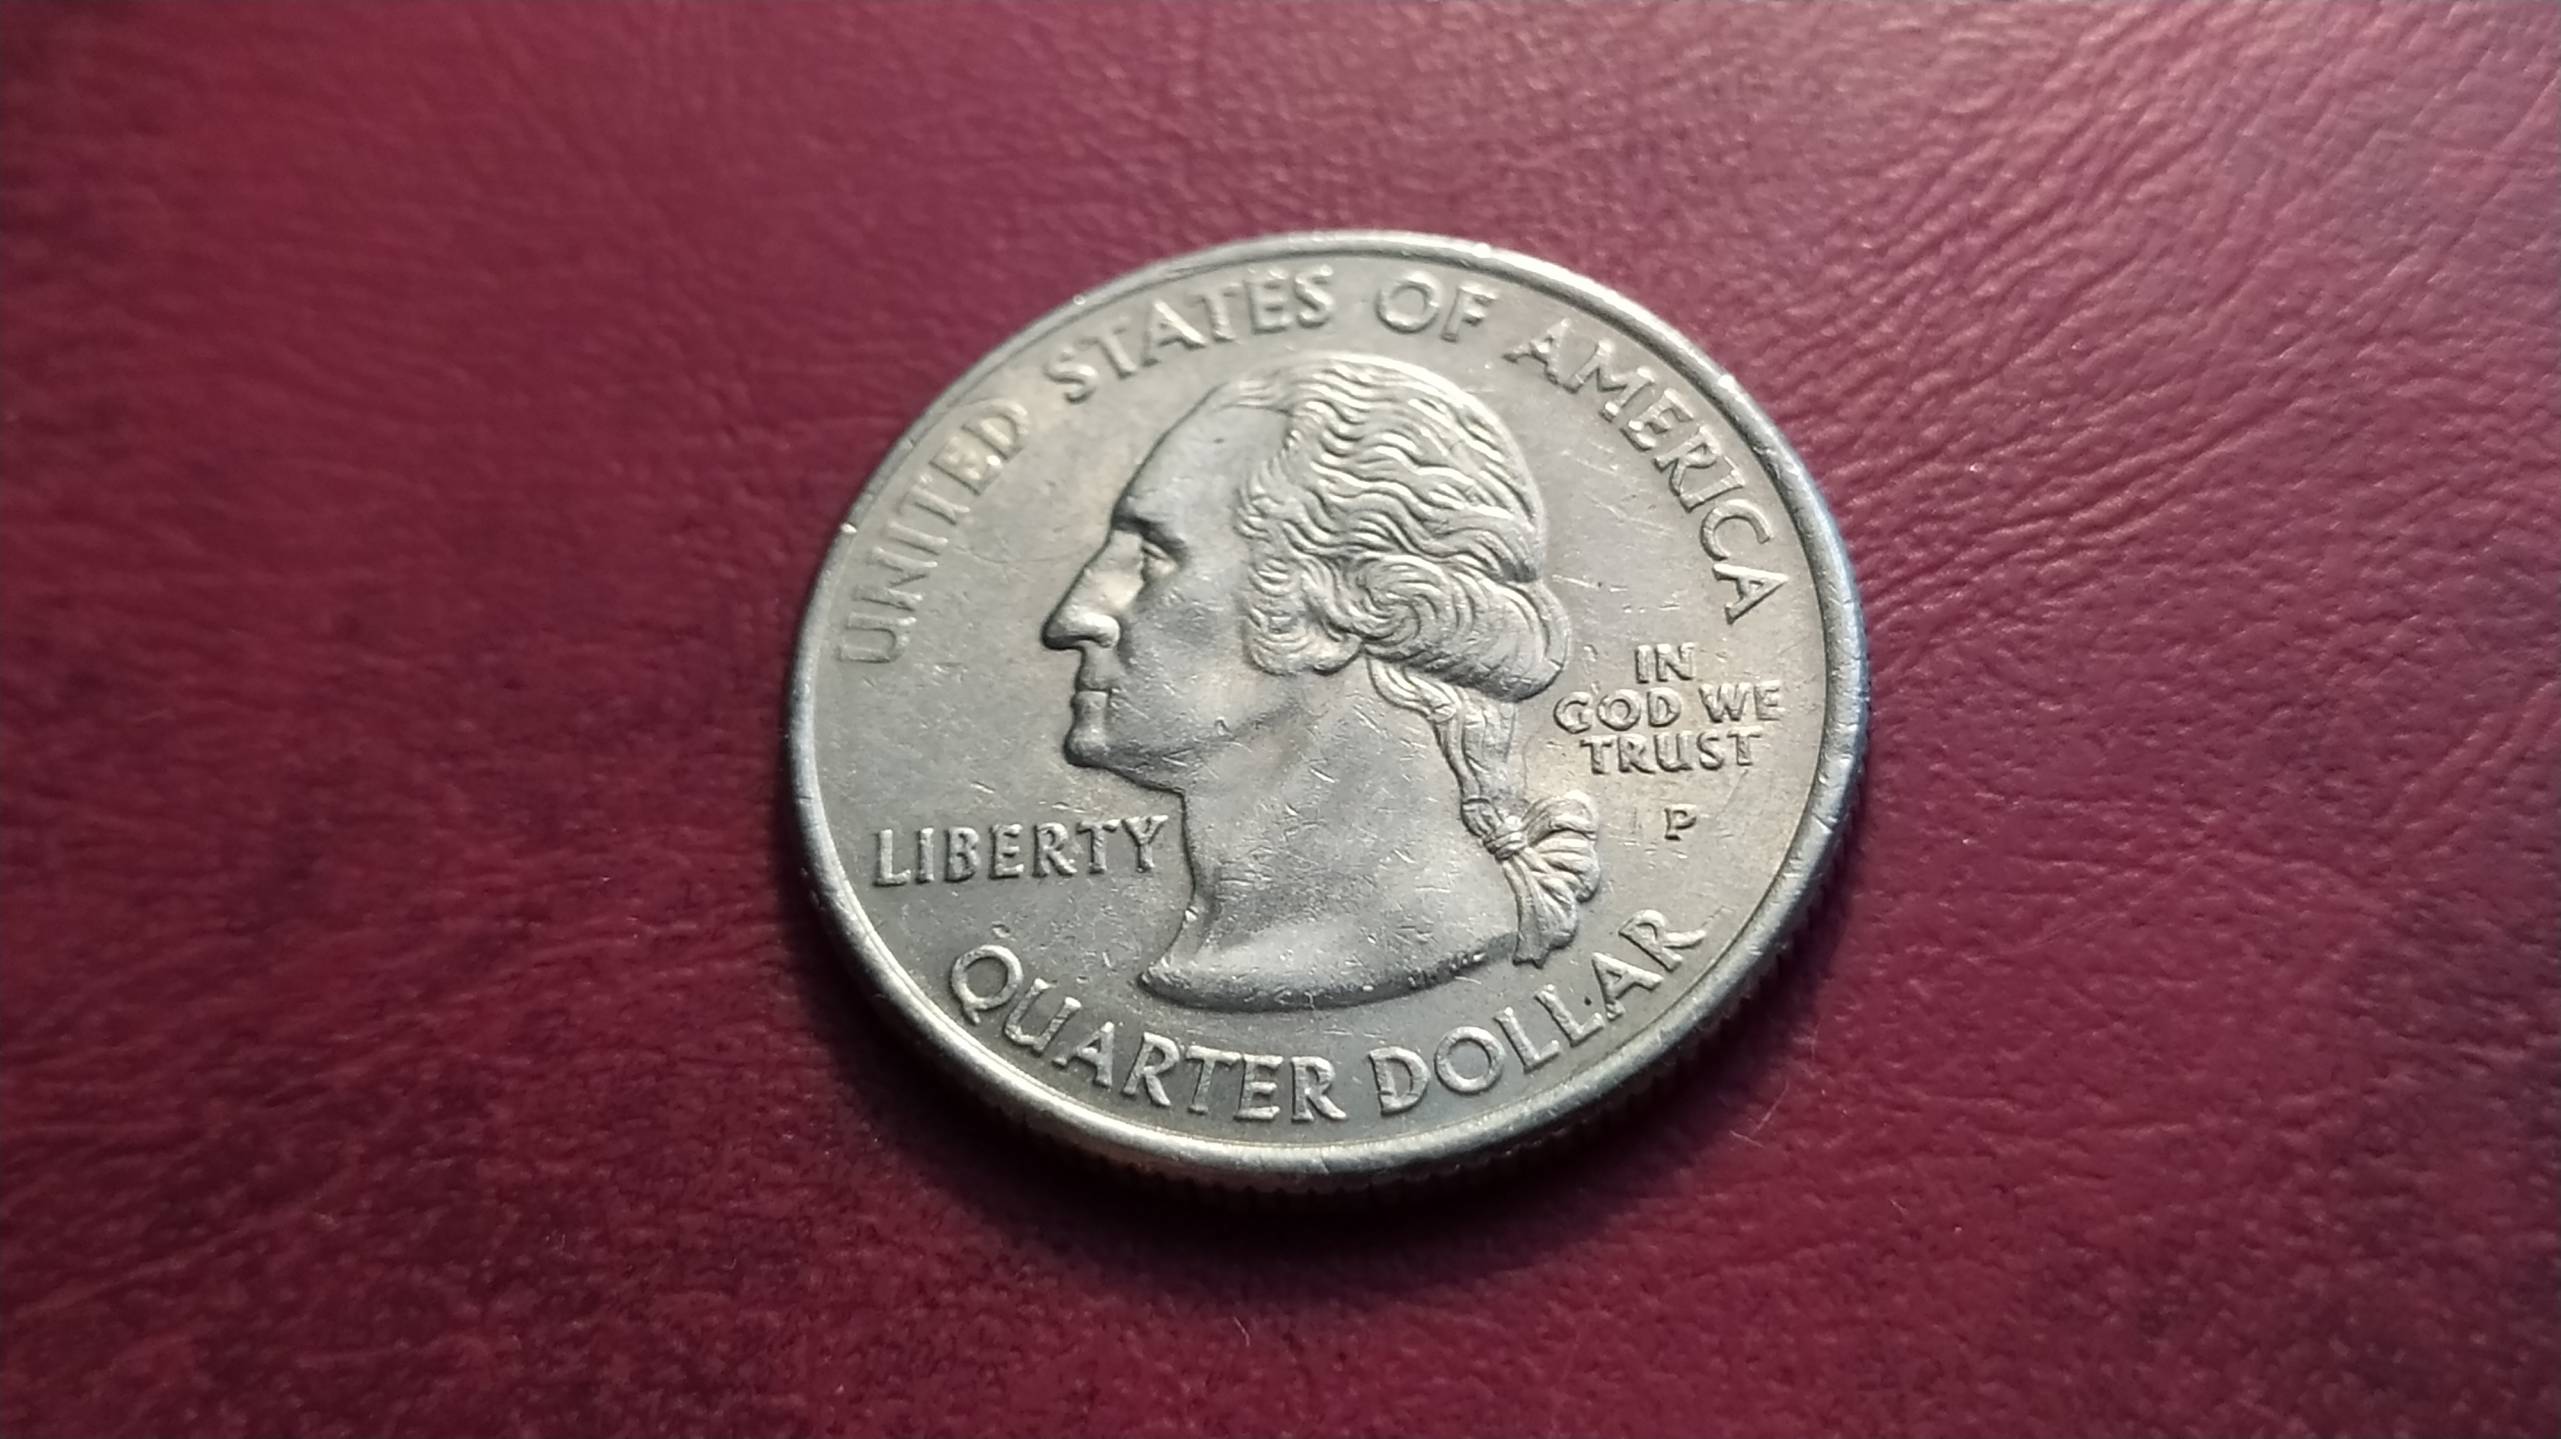 UNITED STATES OF AMERICA
IN
GOD WE
TRUST
P
LIBERTY
QUARTER DOLLAR